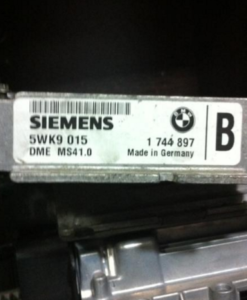 SIEMENS
5WK9 015 1 744 897
DME MS41.0 Made in Germany
B